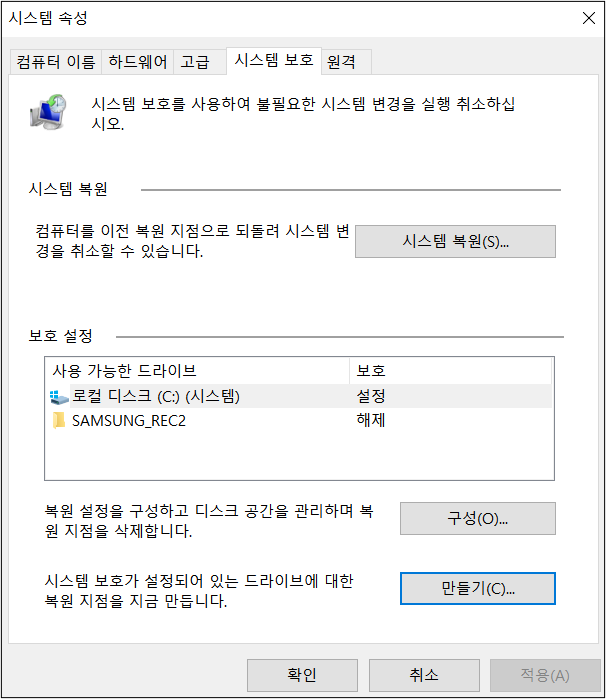 시스템 속성
컴퓨터 이름 하드웨어 고급 시스템 보호 원격
시스템 보호를 사용하여 불필요한 시스템 변경을 실행 취소하십
시오.
시스템 복원
컴퓨터를 이전 복원 지점으로 되돌려 시스템 변
경을 취소할 수 있습니다.
시스템 복원(S)...
보호 설정
사용 가능한 드라이브 보호
로컬 디스크 (C:) (시스템) 설정
SAMSUNG_REC2 해제
복원 설정을 구성하고 디스크 공간을 관리하며 복
원 지점을 삭제합니다.
구성(O)...
시스템 보호가 설정되어 있는 드라이브에 대한
복원 지점을 지금 만듭니다.
만들기(C)...
확인 취소 적용(A)